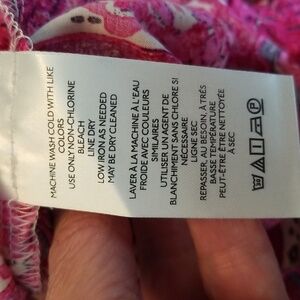 MACHINE WASH COLD WITH LIKE
COLORS
USE ONLY NON-CHLORINE
BLEACH
LINE DRY
LOW IRON AS NEEDED
MAY BE DRY CLEANED
LAVER À LA MACHINE À L'EAU
FROIDE AVEC COULEURS
SIMILAIRES
UTILISER UN AGENT DE
BLANCHIMENT SANS CHLORE SI
NÉCESSAIRE
LIGNE SEC
REPASSER, AU BESOIN, À TRÉS
BASSE TEMPÉRATURE
PEUT-ÊTRE ÊTRE NETTOYÉE
À SEC